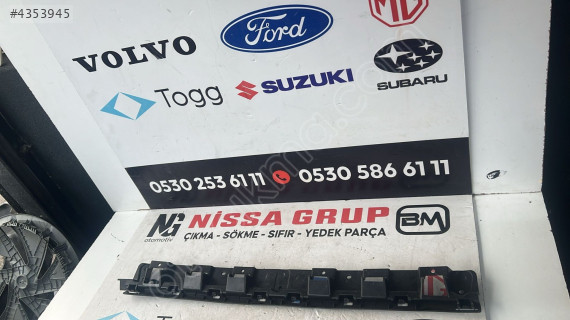 #4353945
MG
VOLVO
Ford
Togg
SUZUKI
SUBARU
0530 253 61 11 0530 586 61 11
NG
otomotiv
NISSA GRUP
BM
ÇIKMA - SÖKME - SIFIR - YEDEK PARÇA